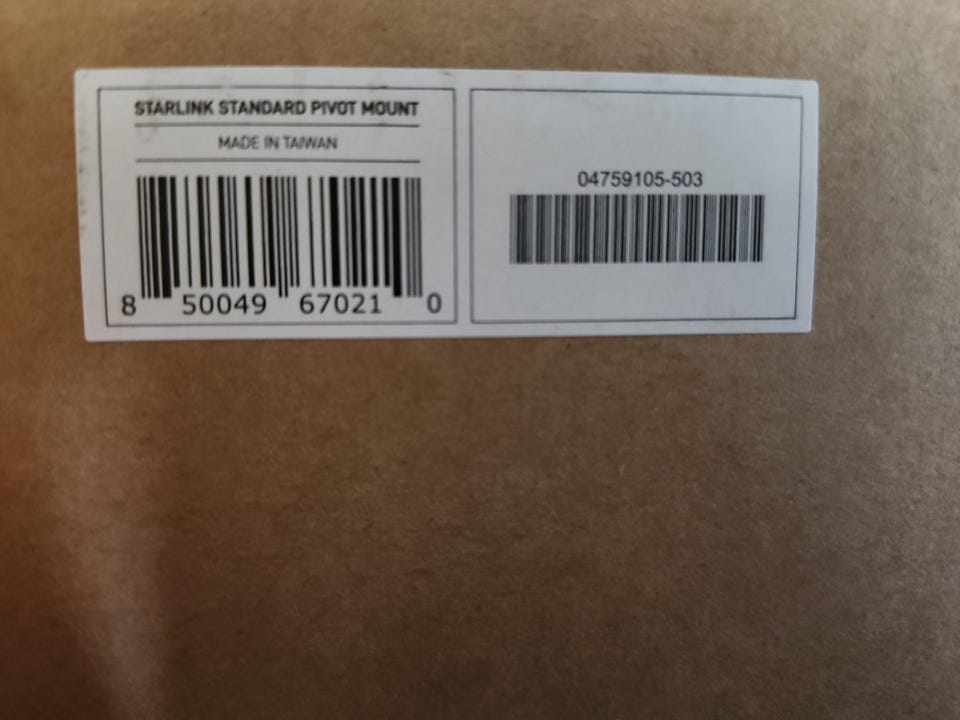 STARLINK STANDARD PIVOT MOUNT
MADE IN TAIWAN
8 50049 67021 0
04759105-503